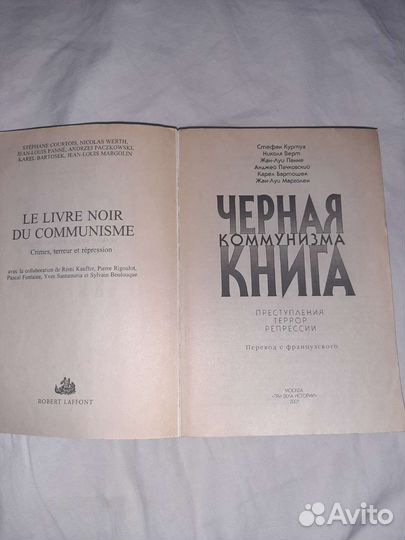 STÉPHANE COURTOIS, NICOLAS WERTH,
JEAN-LOUIS PANNÉ, ANDRZEJ PACZKOWSKI,
KAREL BARTOSEK, JEAN-LOUIS MARGOLIN
LE LIVRE NOIR
DU COMMUNISME
Crimes, terreur et répression
avec la collaboration de Rémi Kauffer, Pierre Rigoulot,
Pascal Fontaine, Yves Santamaria et Sylvain Boulouque
ROBERT LAFFONT
Стефан Куртуа
Николя Верт
Жан-Луи Панне
Анджей Пачковский
Карел Бартошек
Жан-Луи Марголен
ЧЕРНАЯ
КОММУНИЗМА
КНИГА
ПРЕСТУПЛЕНИЯ
ТЕРРОР
РЕПРЕССИИ
Перевод с французского
МОСКВА
«ТРИ ВЕКА ИСТОРИИ»
2001
Avito